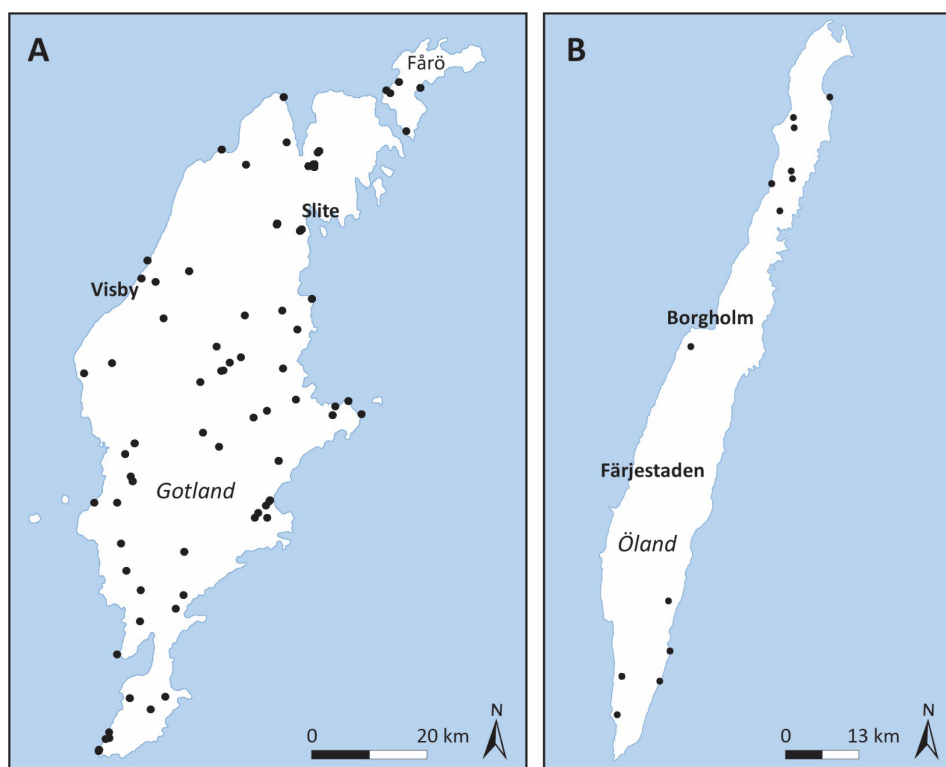 A
Fårö
Slite
Visby
Gotland
N
0 20 km
B
Borgholm
Färjestaden
Öland
N
0 13 km